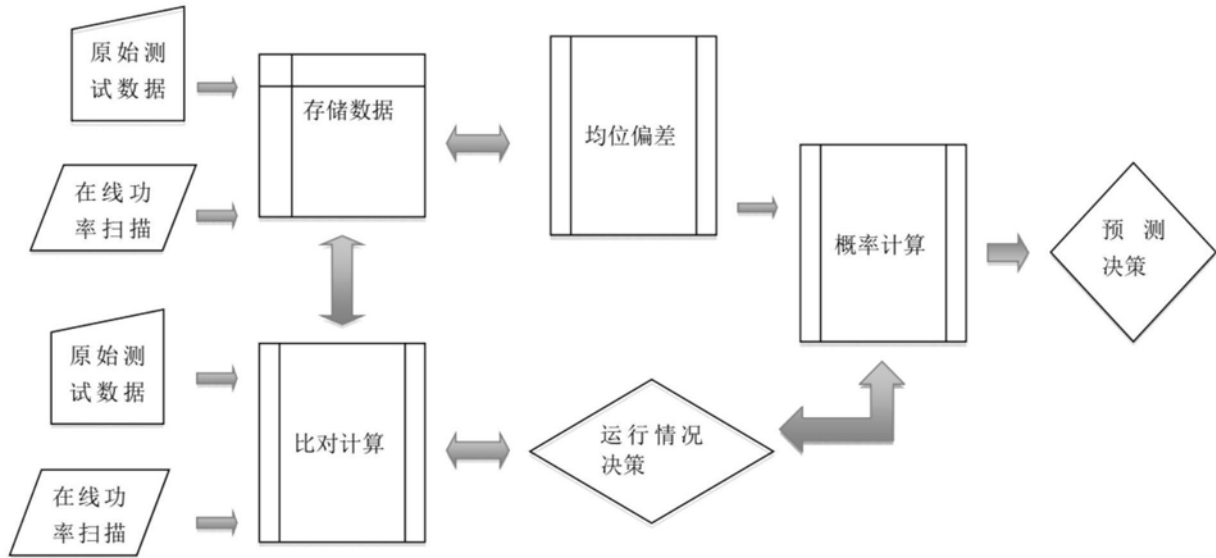 原始测
试数据
存储数据
均位偏差
在线功
率扫描
概率计算
预测
决策
原始测
试数据
比对计算
运行情况
决策
在线功
率扫描